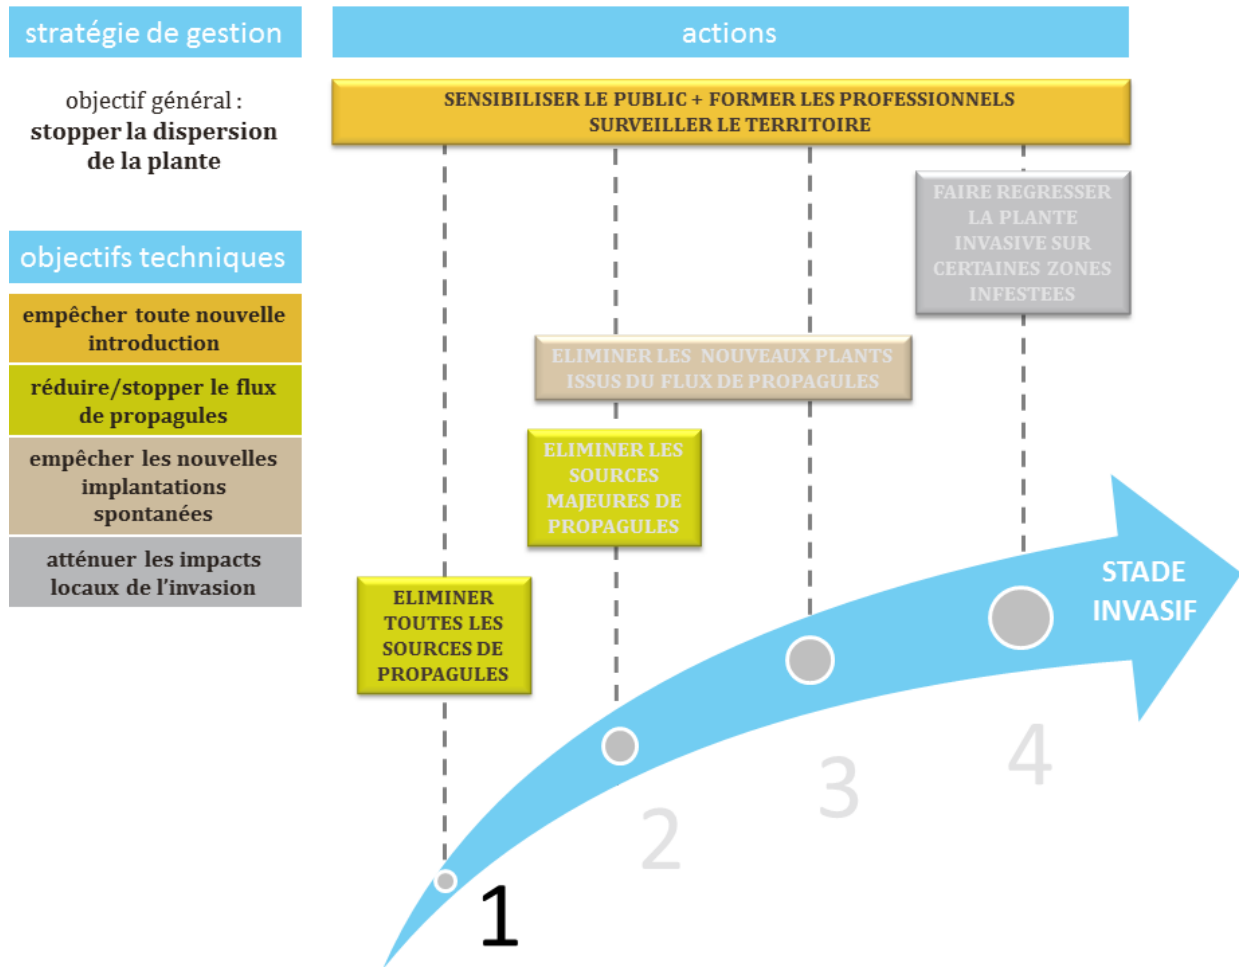 stratégie de gestion
objectif général :
stopper la dispersion
de la plante
objectifs techniques
empêcher toute nouvelle
introduction
réduire/stopper le flux
de propagules
empêcher les nouvelles
implantations
spontanées
atténuer les impacts
locaux de l'invasion
actions
SENSIBILISER LE PUBLIC + FORMER LES PROFESSIONNELS
SURVEILLER LE TERRITOIRE
FAIRE REGRESSER
LA PLANTE
INVASIVE SUR
CERTAINES ZONES
INFESTEES
ELIMINER LES NOUVEAUX PLANTS
ISSUS DU FLUX DE PROPAGULES
ELIMINER LES
SOURCES
MAJEURES DE
PROPAGULES
ELIMINER
TOUTES LES
SOURCES DE
PROPAGULES
STADE
INVASIF
1
2
3
4